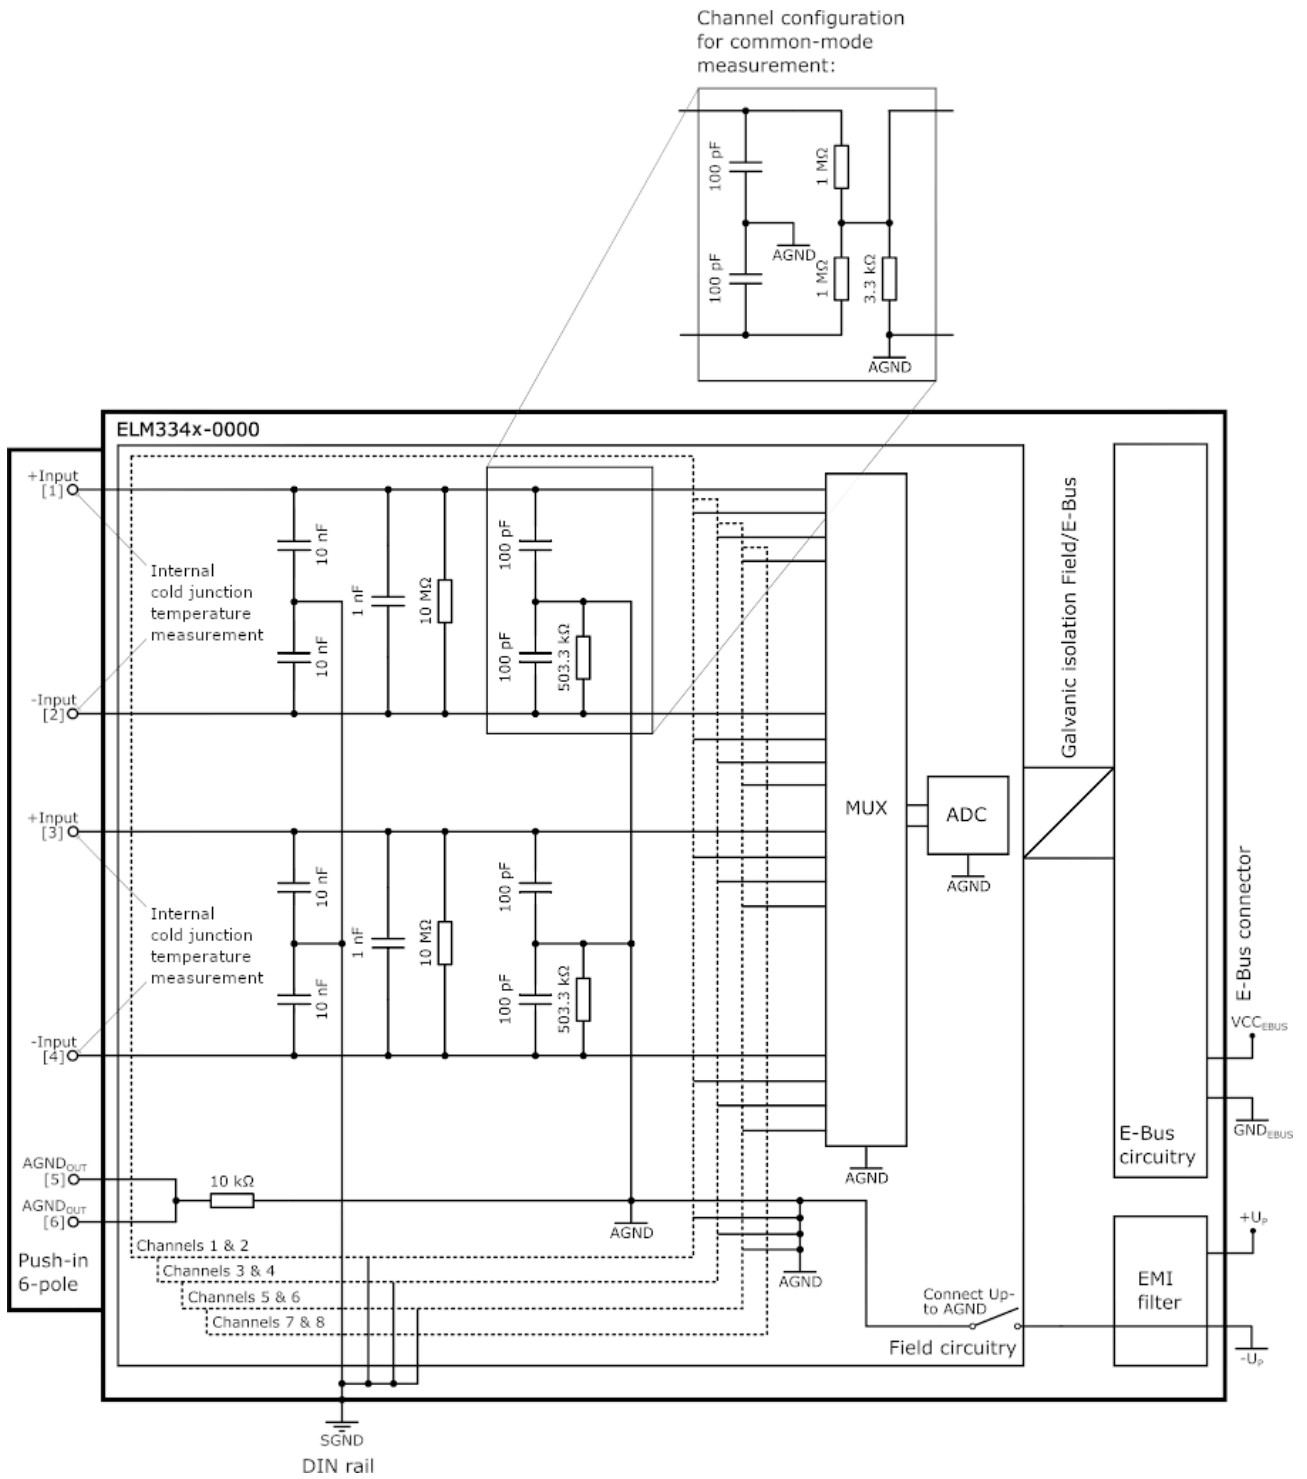 Channel configuration
for common-mode
measurement:
100 pF
1 MΩ
AGND
100 pF
1 MΩ
3.3 kΩ
AGND
ELM334x-0000
+Input
[1]
10 nF
100 pF
Internal
cold junction
temperature
measurement
1 nF
10 MΩ
10 nF
100 pF
503.3 kΩ
-Input
[2]
Galvanic isolation Field/E-Bus
MUX
ADC
AGND
+Input
[3]
10 nF
100 pF
Internal
cold junction
temperature
measurement
1 nF
10 MΩ
10 nF
100 pF
503.3 kΩ
-Input
[4]
E-Bus connector
VCCEBUS
GNDEBUS
E-Bus
circuitry
AGND
AGNDOUT
[5]
10 kΩ
AGNDOUT
[6]
AGND
AGND
Push-in
6-pole
Channels 1 & 2
Channels 3 & 4
Channels 5 & 6
Channels 7 & 8
+UP
EMI
filter
Connect Up-
to AGND
Field circuitry
-UP
SGND
DIN rail